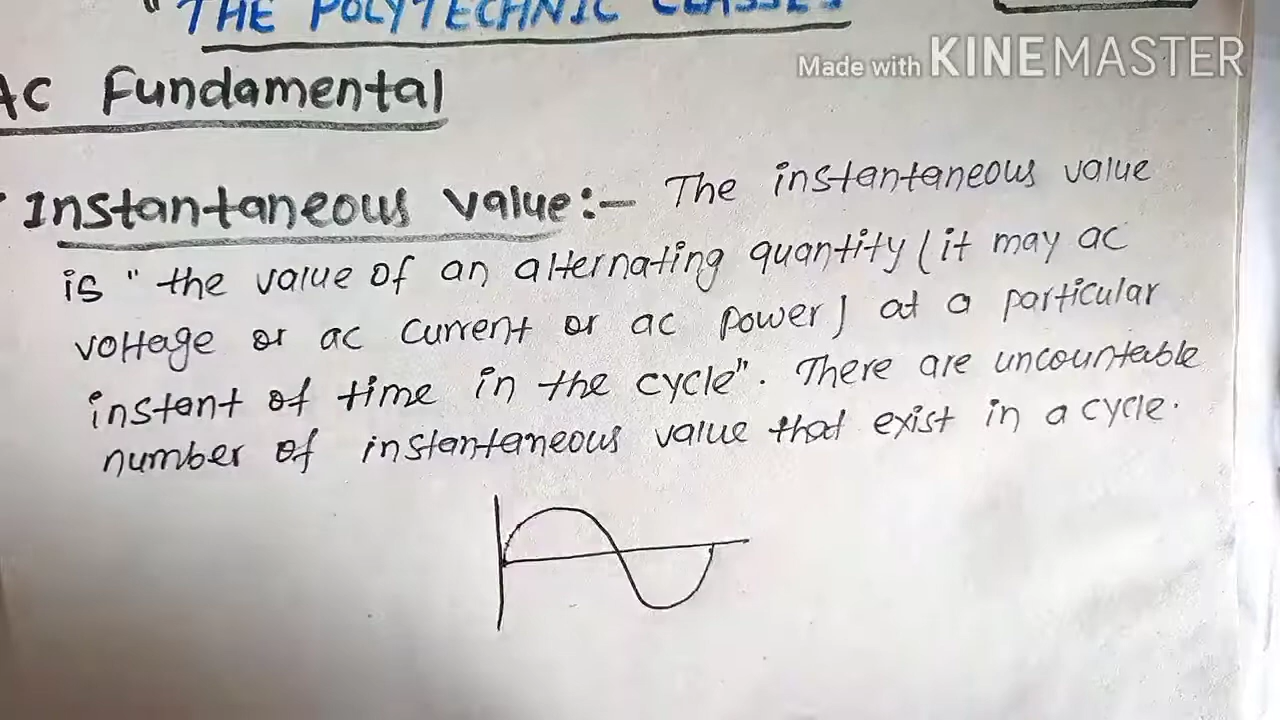 "THE POLYTECHNIC CLASSES
Made with KINEMASTER
AC Fundamental
Instantaneous value:- The instantaneous value
is "the value of an alternating quantity (it may ac
voltage or ac current or ac power) at a particular
instant of time in the cycle". There are uncountable
number of instantaneous value that exist in a cycle.